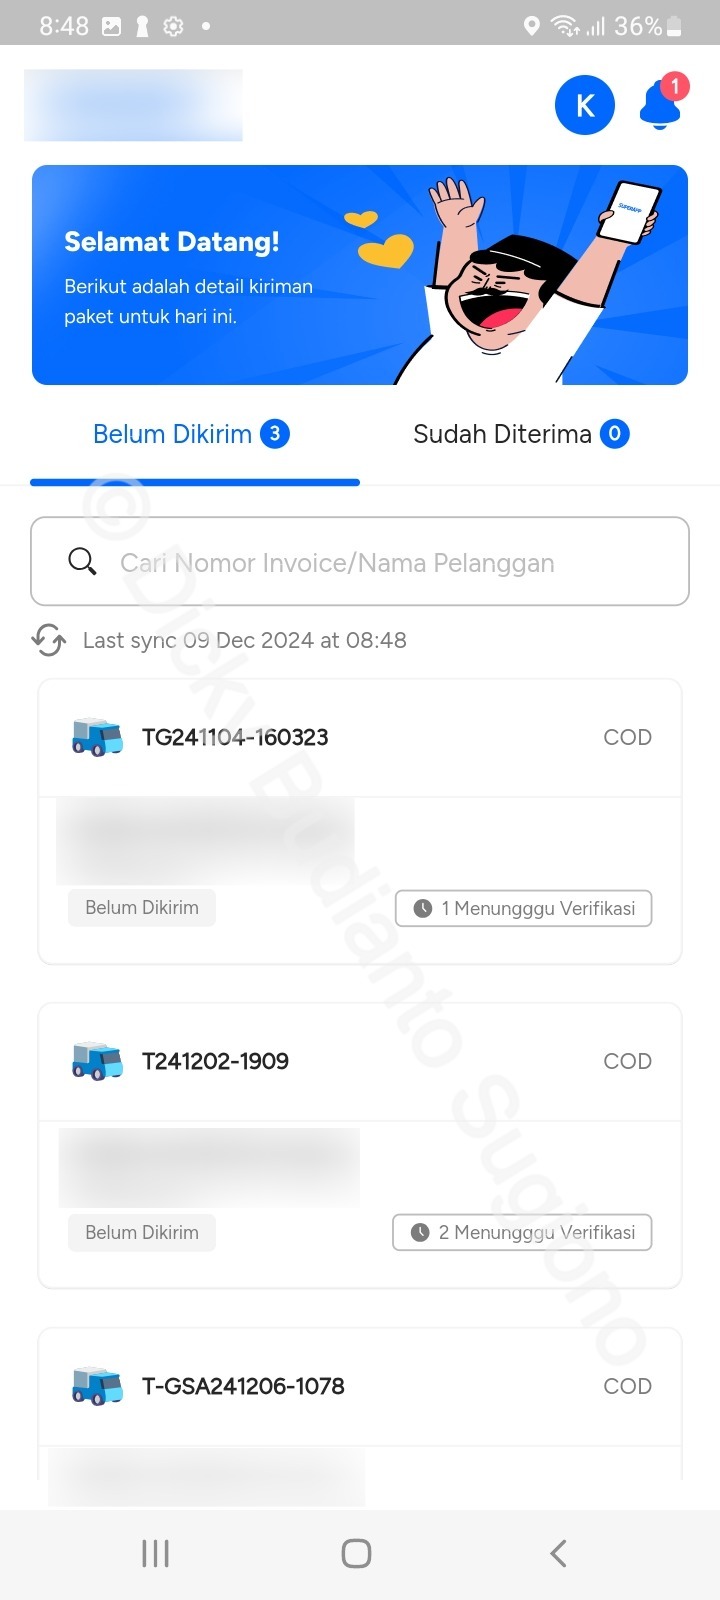 8:48
36%
K
1
SUPERAPP
Selamat Datang!
Berikut adalah detail kiriman
paket untuk hari ini.
Belum Dikirim 3
Sudah Diterima 0
Cari Nomor Invoice/Nama Pelanggan
Last sync 09 Dec 2024 at 08:48
TG241104-160323
COD
Belum Dikirim
1 Menungggu Verifikasi
T241202-1909
COD
Belum Dikirim
2 Menungggu Verifikasi
T-GSA241206-1078
COD
© Dicky Budianto Sugiono